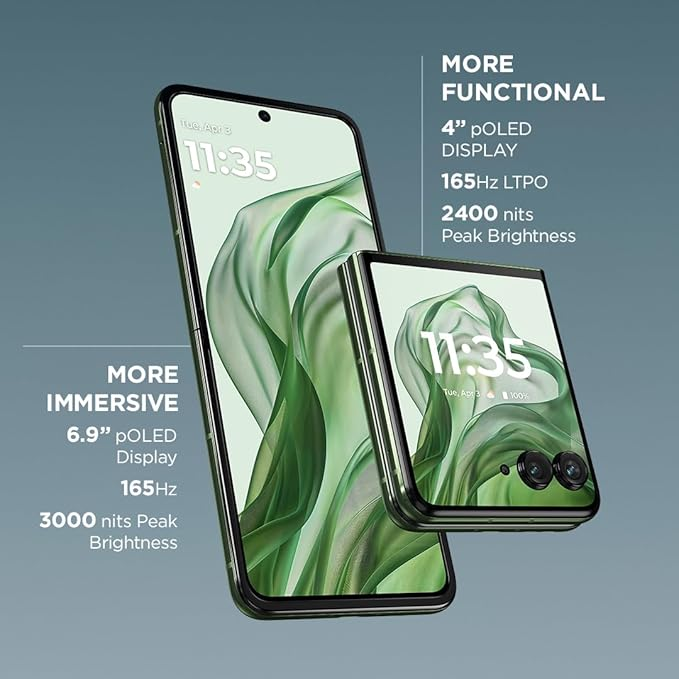 MORE
FUNCTIONAL
4” pOLED
DISPLAY
165Hz LTPO
2400 nits
Peak Brightness
Tue, Apr 3
11:35
MORE
IMMERSIVE
6.9” pOLED
Display
165Hz
3000 nits Peak
Brightness
11:35
Tue, Apr 3 100%